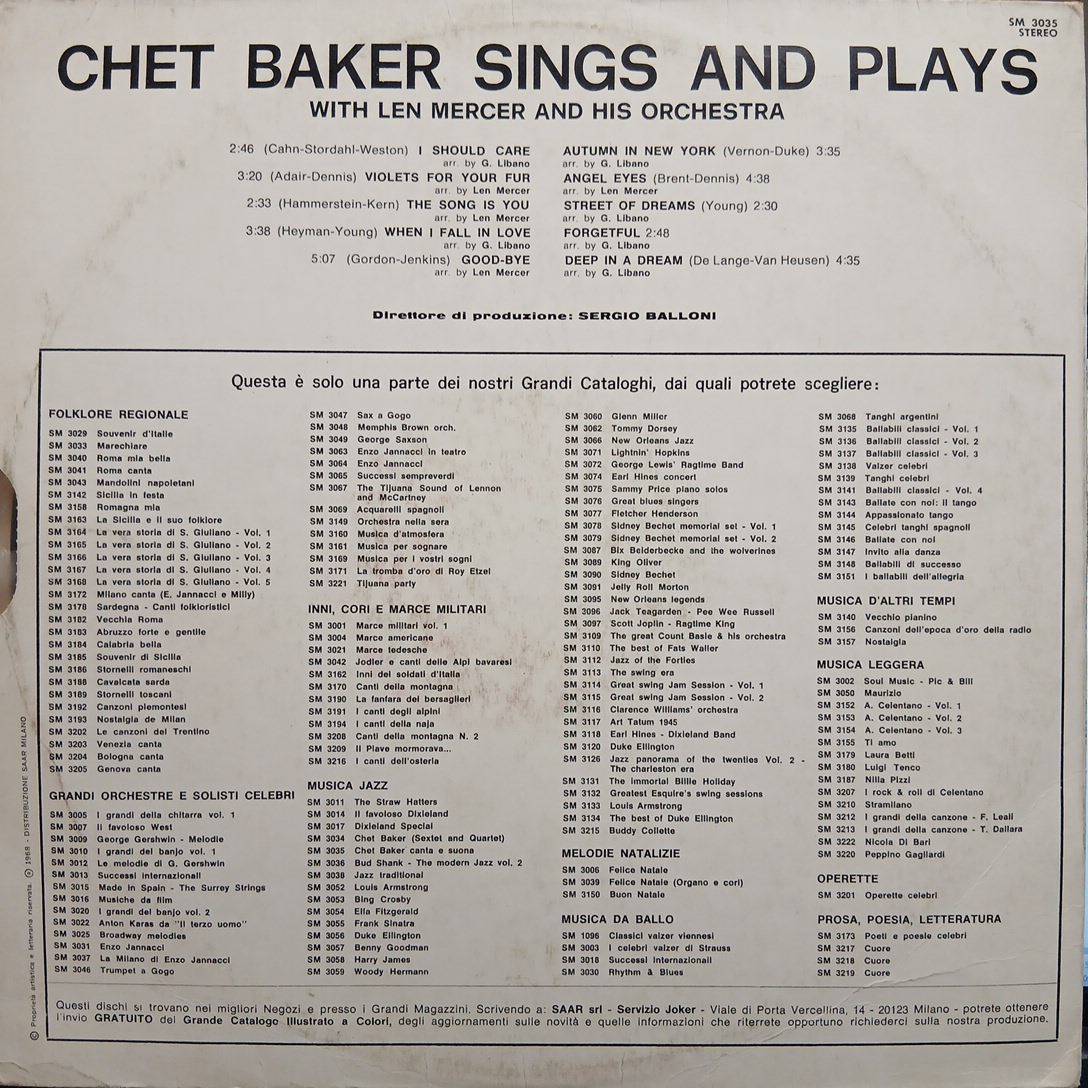 SM 3035
STEREO
CHET BAKER SINGS AND PLAYS
WITH LEN MERCER AND HIS ORCHESTRA
2:46 (Cahn-Stordahl-Weston) I SHOULD CARE
arr. by G. Libano
3:20 (Adair-Dennis) VIOLETS FOR YOUR FUR
arr. by Len Mercer
2:33 (Hammerstein-Kern) THE SONG IS YOU
arr. by Len Mercer
3:38 (Heyman-Young) WHEN I FALL IN LOVE
arr. by G. Libano
5:07 (Gordon-Jenkins) GOOD-BYE
arr. by Len Mercer
AUTUMN IN NEW YORK (Vernon-Duke) 3:35
arr. by G. Libano
ANGEL EYES (Brent-Dennis) 4:38
arr. by Len Mercer
STREET OF DREAMS (Young) 2:30
arr. by G. Libano
FORGETFUL 2:48
arr. by G. Libano
DEEP IN A DREAM (De Lange-Van Heusen) 4:35
arr. by G. Libano
Direttore di produzione: SERGIO BALLONI
Questa è solo una parte dei nostri Grandi Cataloghi, dai quali potrete scegliere:
FOLKLORE REGIONALE
SM 3029 Souvenir d'Italie
SM 3033 Marechiare
SM 3040 Roma mia bella
SM 3041 Roma canta
SM 3043 Mandolini napoletani
SM 3142 Sicilia in festa
SM 3158 Romagna mia
SM 3163 La Sicilia e il suo folklore
SM 3164 La vera storia di S. Giuliano - Vol. 1
SM 3165 La vera storia di S. Giuliano - Vol. 2
SM 3166 La vera storia di S. Giuliano - Vol. 3
SM 3167 La vera storia di S. Giuliano - Vol. 4
SM 3168 La vera storia di S. Giuliano - Vol. 5
SM 3172 Milano canta (E. Jannacci e Milly)
SM 3178 Sardegna - Canti folkloristici
SM 3182 Vecchia Roma
SM 3183 Abruzzo forte e gentile
SM 3184 Calabria bella
SM 3185 Souvenir di Sicilia
SM 3186 Stornelli romaneschi
SM 3188 Cavalcata sarda
SM 3189 Stornelli toscani
SM 3192 Canzoni piemontesi
SM 3193 Nostalgia de Milan
SM 3202 Le canzoni del Trentino
SM 3203 Venezia canta
SM 3204 Bologna canta
SM 3205 Genova canta
GRANDI ORCHESTRE E SOLISTI CELEBRI
SM 3005 I grandi della chitarra vol. 1
SM 3007 Il favoloso West
SM 3009 George Gershwin - Melodie
SM 3010 I grandi del banjo vol. 1
SM 3012 Le melodie di G. Gershwin
SM 3013 Successi internazionali
SM 3015 Made in Spain - The Surrey Strings
SM 3016 Musiche da film
SM 3020 I grandi del banjo vol. 2
SM 3022 Anton Karas da "Il terzo uomo"
SM 3025 Broadway melodies
SM 3031 Enzo Jannacci
SM 3037 La Milano di Enzo Jannacci
SM 3046 Trumpet a Gogo
SM 3047 Sax a Gogo
SM 3048 Memphis Brown orch.
SM 3049 George Saxson
SM 3063 Enzo Jannacci in teatro
SM 3064 Enzo Jannacci
SM 3065 Successi sempreverdi
SM 3067 The Tijuana Sound of Lennon
and McCartney
SM 3069 Acquarelli spagnoli
SM 3149 Orchestra nella sera
SM 3160 Musica d'atmosfera
SM 3161 Musica per sognare
SM 3169 Musica per i vostri sogni
SM 3171 La tromba d'oro di Roy Etzel
SM 3221 Tijuana party
INNI, CORI E MARCE MILITARI
SM 3001 Marce militari vol. 1
SM 3004 Marce americane
SM 3021 Marce tedesche
SM 3042 Jodler e canti delle Alpi bavaresi
SM 3162 Inni dei soldati d'Italia
SM 3170 Canti della montagna
SM 3190 La fanfara dei bersaglieri
SM 3191 I canti degli alpini
SM 3194 I canti della naja
SM 3208 Canti della montagna N. 2
SM 3209 Il Piave mormorava...
SM 3216 I canti dell'osteria
MUSICA JAZZ
SM 3011 The Straw Hatters
SM 3014 Il favoloso Dixieland
SM 3017 Dixieland Special
SM 3034 Chet Baker (Sextet and Quartet)
SM 3035 Chet Baker canta e suona
SM 3036 Bud Shank - The modern Jazz vol. 2
SM 3038 Jazz traditional
SM 3052 Louis Armstrong
SM 3053 Bing Crosby
SM 3054 Ella Fitzgerald
SM 3055 Frank Sinatra
SM 3056 Duke Ellington
SM 3057 Benny Goodman
SM 3058 Harry James
SM 3059 Woody Hermann
SM 3060 Glenn Miller
SM 3062 Tommy Dorsey
SM 3066 New Orleans Jazz
SM 3071 Lightnin' Hopkins
SM 3072 George Lewis' Ragtime Band
SM 3074 Earl Hines concert
SM 3075 Sammy Price piano solos
SM 3076 Great blues singers
SM 3077 Fletcher Henderson
SM 3078 Sidney Bechet memorial set - Vol. 1
SM 3079 Sidney Bechet memorial set - Vol. 2
SM 3087 Bix Beiderbecke and the wolverines
SM 3089 King Oliver
SM 3090 Sidney Bechet
SM 3091 Jelly Roll Morton
SM 3095 New Orleans legends
SM 3096 Jack Teagarden - Pee Wee Russell
SM 3097 Scott Joplin - Ragtime King
SM 3109 The great Count Basie & his orchestra
SM 3110 The best of Fats Waller
SM 3112 Jazz of the Forties
SM 3113 The swing era
SM 3114 Great swing Jam Session - Vol. 1
SM 3115 Great swing Jam Session - Vol. 2
SM 3116 Clarence Williams' orchestra
SM 3117 Art Tatum 1945
SM 3118 Earl Hines - Dixieland Band
SM 3120 Duke Ellington
SM 3126 Jazz panorama of the twenties Vol. 2 -
The charleston era
SM 3131 The immortal Billie Holiday
SM 3132 Greatest Esquire's swing sessions
SM 3133 Louis Armstrong
SM 3134 The best of Duke Ellington
SM 3215 Buddy Collette
MELODIE NATALIZIE
SM 3006 Felice Natale
SM 3039 Felice Natale (Organo e cori)
SM 3150 Buon Natale
MUSICA DA BALLO
SM 1096 Classici valzer viennesi
SM 3003 I celebri valzer di Strauss
SM 3018 Successi internazionali
SM 3030 Rhythm & Blues
SM 3068 Tanghi argentini
SM 3135 Ballabili classici - Vol. 1
SM 3136 Ballabili classici - Vol. 2
SM 3137 Ballabili classici - Vol. 3
SM 3138 Valzer celebri
SM 3139 Tanghi celebri
SM 3141 Ballabili classici - Vol. 4
SM 3143 Ballate con noi: il tango
SM 3144 Appassionato tango
SM 3145 Celebri tanghi spagnoli
SM 3146 Ballate con noi
SM 3147 Invito alla danza
SM 3148 Ballabili di successo
SM 3151 I ballabili dell'allegria
MUSICA D'ALTRI TEMPI
SM 3140 Vecchio pianino
SM 3156 Canzoni dell'epoca d'oro della radio
SM 3157 Nostalgia
MUSICA LEGGERA
SM 3002 Soul Music - Pic & Bill
SM 3050 Maurizio
SM 3152 A. Celentano - Vol. 1
SM 3153 A. Celentano - Vol. 2
SM 3154 A. Celentano - Vol. 3
SM 3155 Ti amo
SM 3179 Laura Betti
SM 3180 Luigi Tenco
SM 3187 Nilla Pizzi
SM 3207 I rock & roll di Celentano
SM 3210 Stramilano
SM 3212 I grandi della canzone - F. Leali
SM 3213 I grandi della canzone - T. Dallara
SM 3222 Nicola Di Bari
SM 3220 Peppino Gagliardi
OPERETTE
SM 3201 Operette celebri
PROSA, POESIA, LETTERATURA
SM 3173 Poeti e poesie celebri
SM 3217 Cuore
SM 3218 Cuore
SM 3219 Cuore
Questi dischi si trovano nei migliori Negozi e presso i Grandi Magazzini. Scrivendo a: SAAR srl - Servizio Joker - Viale di Porta Vercellina, 14 - 20123 Milano - potrete ottenere
l'invio GRATUITO del Grande Catalogo Illustrato a Colori, degli aggiornamenti sulle novità e quelle informazioni che riterrete opportuno richiederci sulla nostra produzione.
© Proprietà artistica e letteraria riservata. ℗ 1968 - DISTRIBUZIONE SAAR MILANO